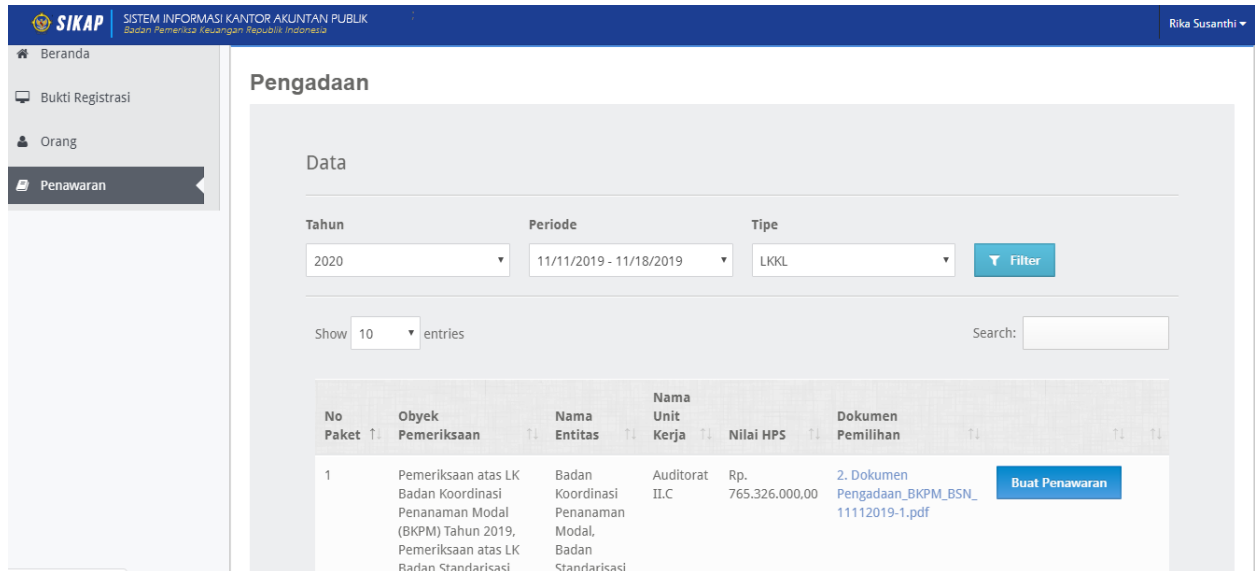 SIKAP
SISTEM INFORMASI KANTOR AKUNTAN PUBLIK
Badan Pemeriksa Keuangan Republik Indonesia
Rika Susanthi
Beranda
Bukti Registrasi
Orang
Penawaran
Pengadaan
Data
Tahun Periode Tipe
2020 11/11/2019 - 11/18/2019 LKKL Filter
Show 10 entries Search:
No Paket
Obyek Pemeriksaan
Nama Entitas
Nama Unit Kerja
Nilai HPS
Dokumen Pemilihan
1
Pemeriksaan atas LK
Badan Koordinasi
Penanaman Modal
(BKPM) Tahun 2019,
Pemeriksaan atas LK
Badan Standarisasi
Badan
Koordinasi
Penanaman
Modal,
Badan
Standarisasi
Auditorat
II.C
Rp.
765.326.000,00
2. Dokumen
Pengadaan_BKPM_BSN_
11112019-1.pdf
Buat Penawaran